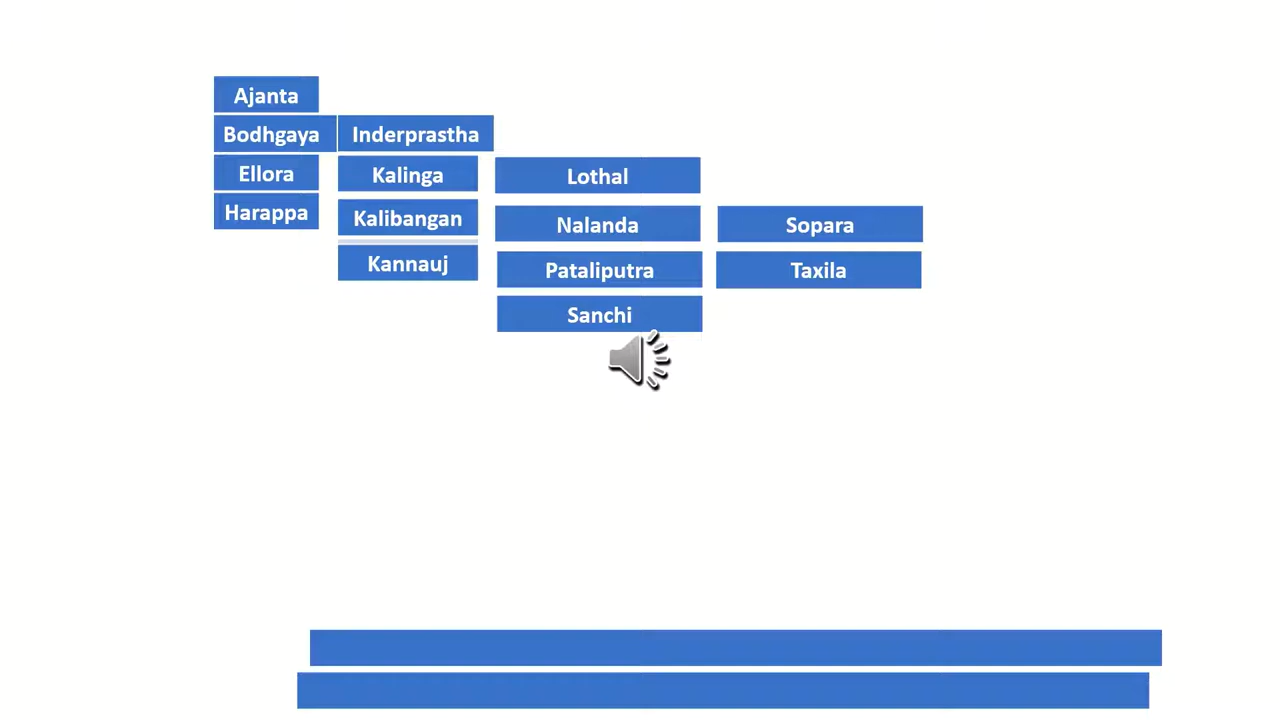 Ajanta
Bodhgaya
Ellora
Harappa
Inderprastha
Kalinga
Kalibangan
Kannauj
Lothal
Nalanda
Pataliputra
Sanchi
Sopara
Taxila